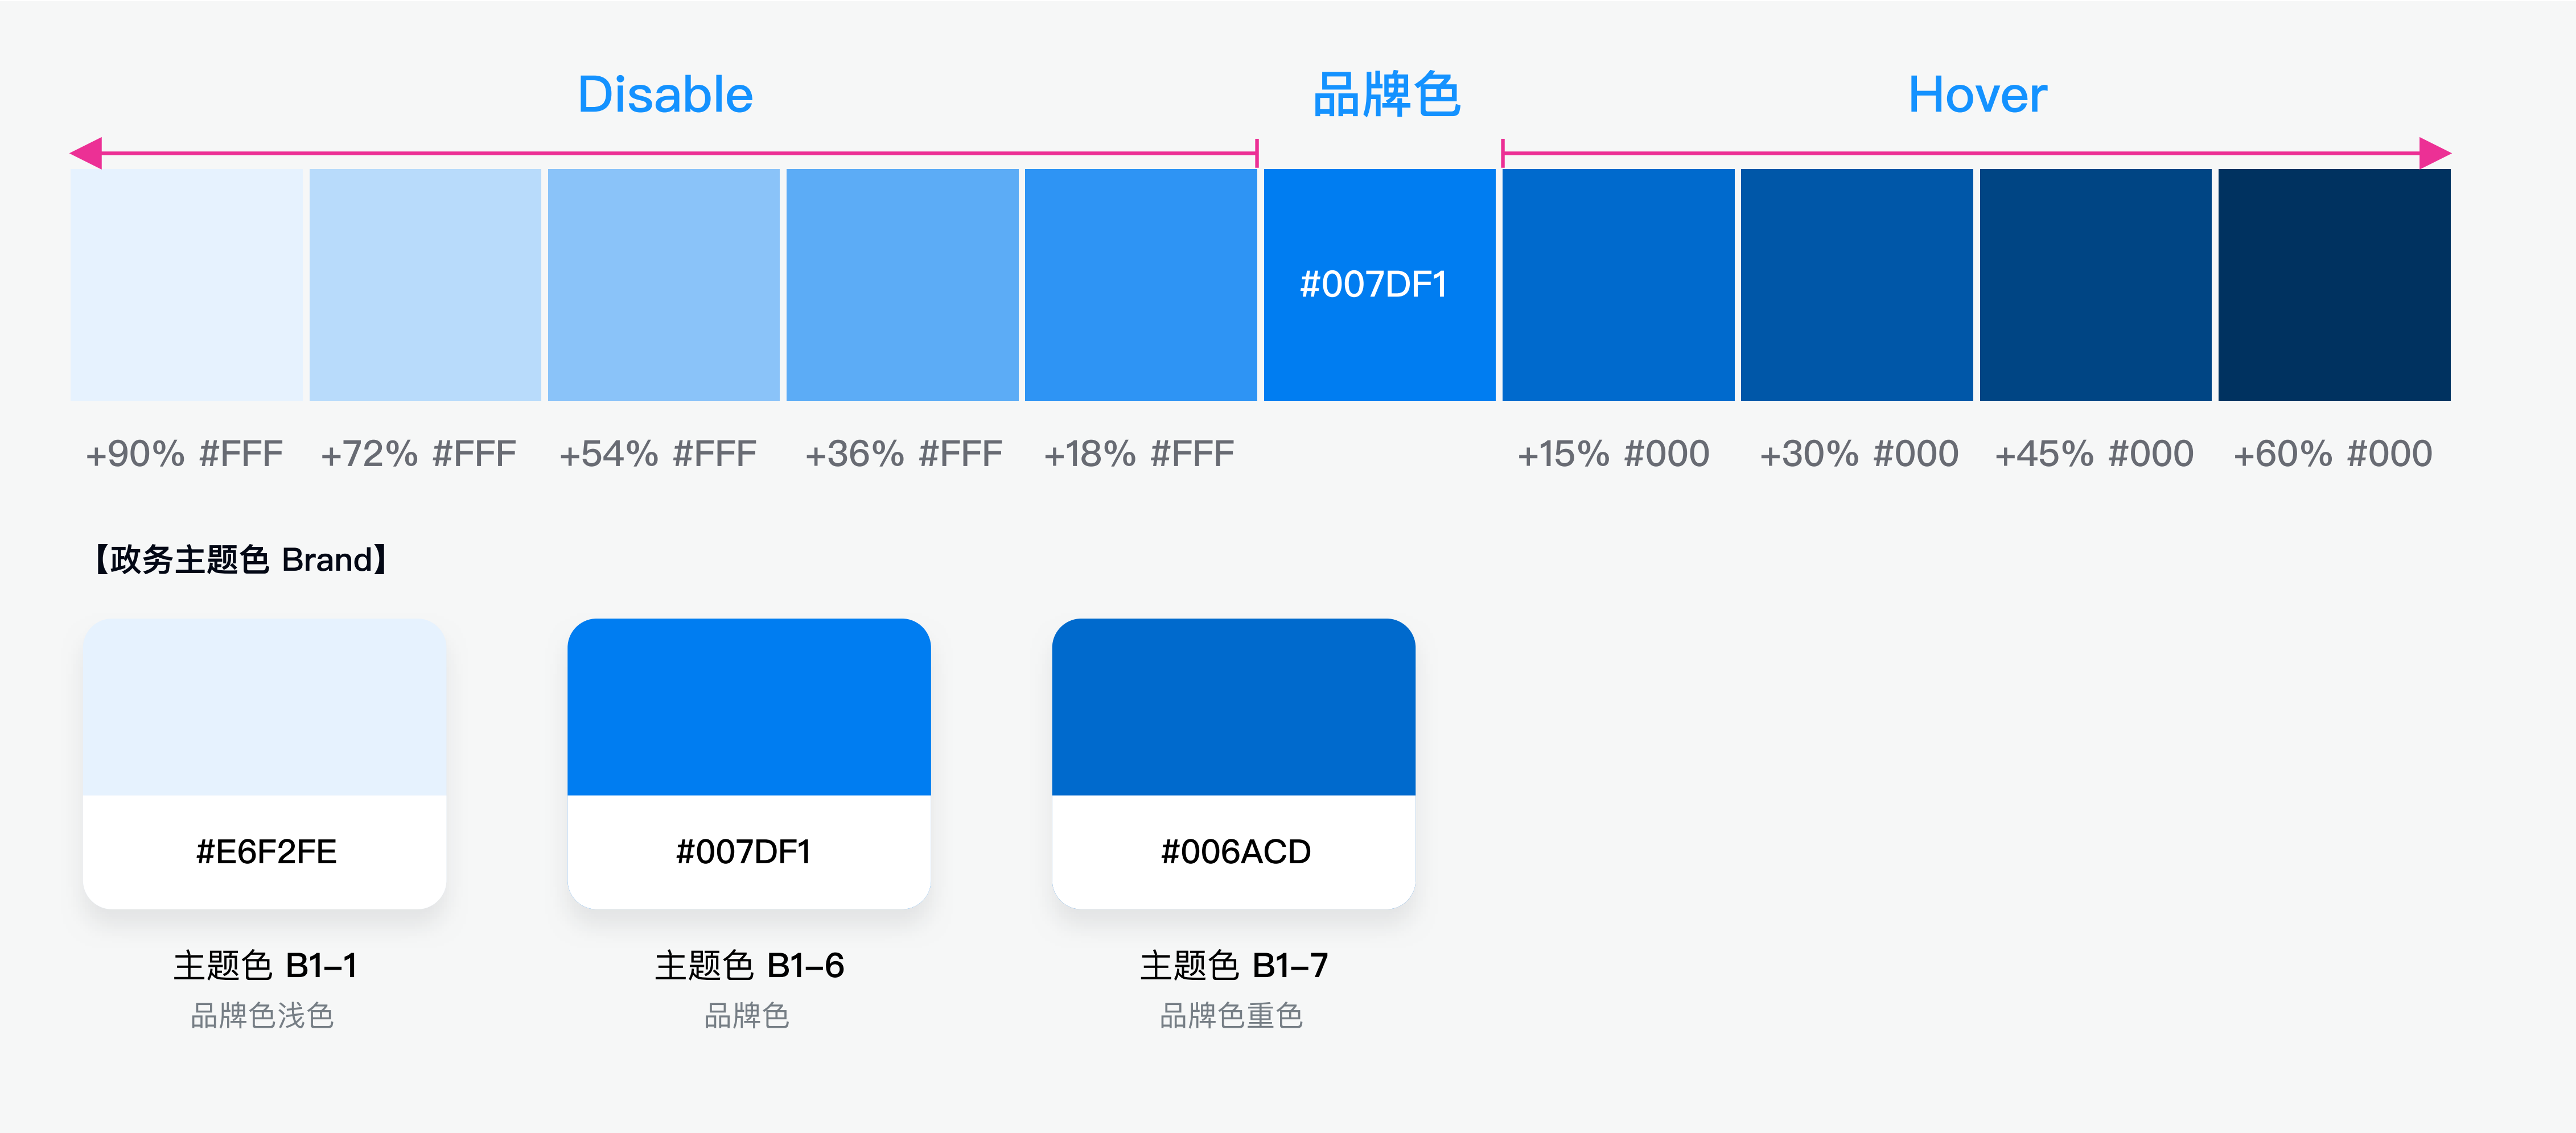 Disable 品牌色 Hover
#007DF1
+90% #FFF +72% #FFF +54% #FFF +36% #FFF +18% #FFF +15% #000 +30% #000 +45% #000 +60% #000
【政务主题色 Brand】
#E6F2FE #007DF1 #006ACD
主题色 B1-1 主题色 B1-6 主题色 B1-7
品牌色浅色 品牌色 品牌色重色